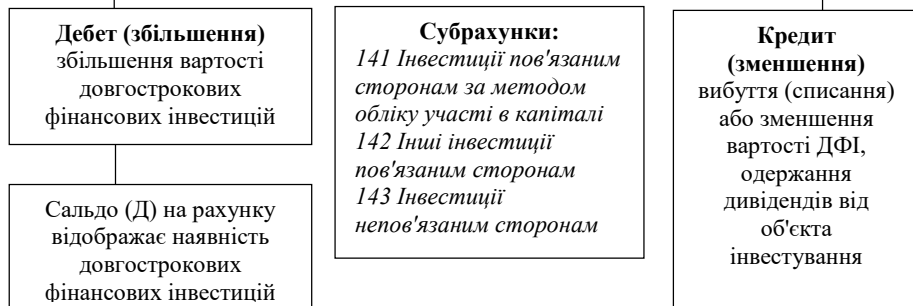 Дебет (збільшення)
збільшення вартості
довгострокових
фінансових інвестицій
Сальдо (Д) на рахунку
відображає наявність
довгострокових
фінансових інвестицій
Субрахунки:
141 Інвестиції пов'язаним
сторонам за методом
обліку участі в капіталі
142 Інші інвестиції
пов'язаним сторонам
143 Інвестиції
непов'язаним сторонам
Кредит
(зменшення)
вибуття (списання)
або зменшення
вартості ДФІ,
одержання
дивідендів від
об'єкта
інвестування